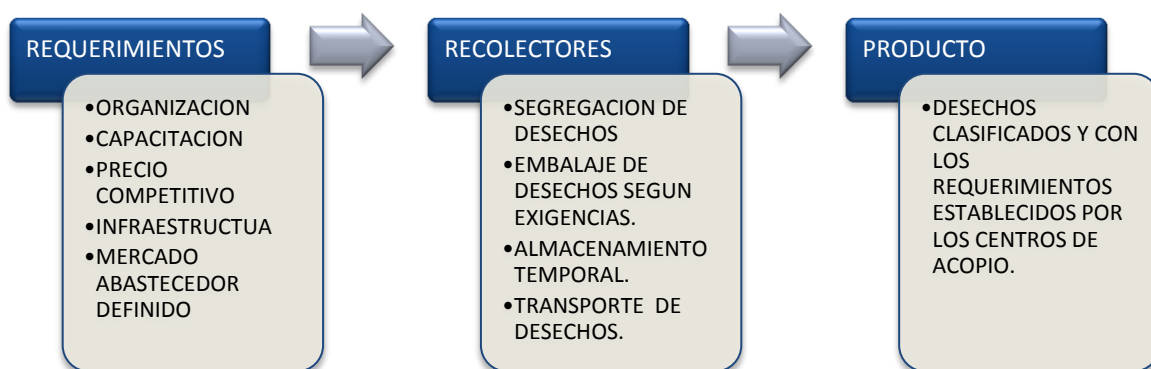 REQUERIMIENTOS
•ORGANIZACION
•CAPACITACION
•PRECIO
COMPETITIVO
•INFRAESTRUCTUA
•MERCADO
ABASTECEDOR
DEFINIDO
RECOLECTORES
•SEGREGACION DE
DESECHOS
•EMBALAJE DE
DESECHOS SEGUN
EXIGENCIAS.
•ALMACENAMIENTO
TEMPORAL.
•TRANSPORTE DE
DESECHOS.
PRODUCTO
•DESECHOS
CLASIFICADOS Y CON
LOS
REQUERIMIENTOS
ESTABLECIDOS POR
LOS CENTROS DE
ACOPIO.